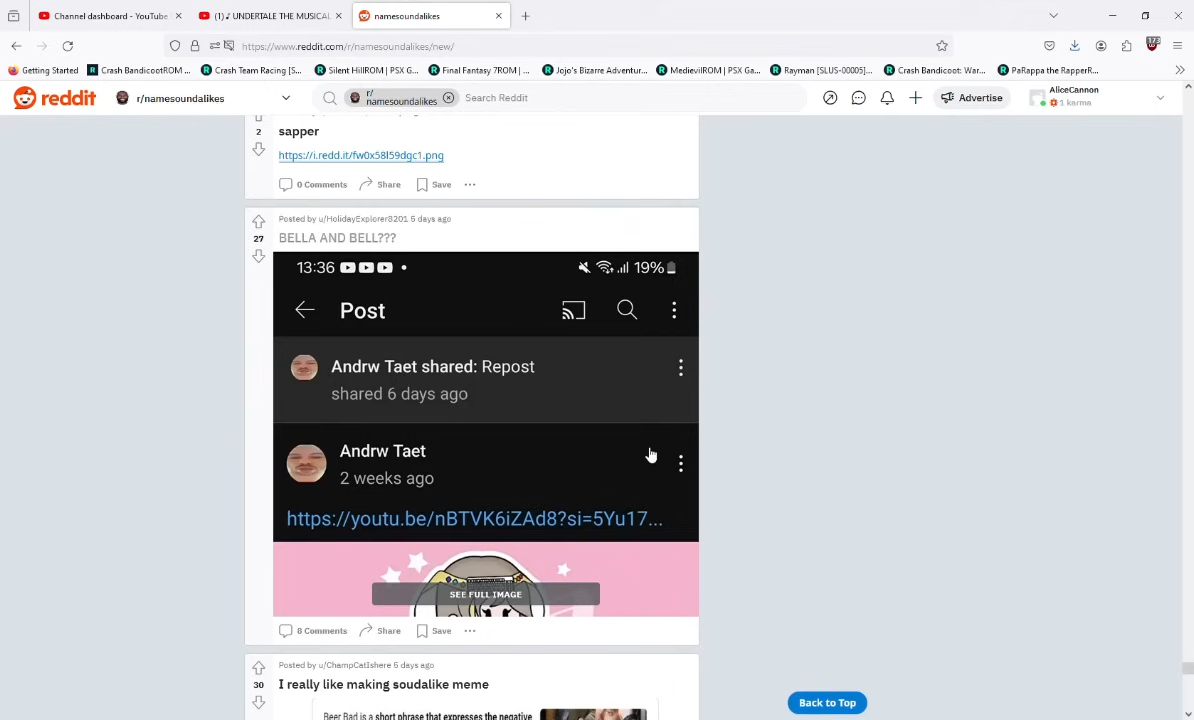 Channel dashboard - YouTube
(1) ♪ UNDERTALE THE MUSICAL
namesoundalikes
https://www.reddit.com/r/namesoundalikes/new/
173
Getting Started
Crash BandicootROM ...
Crash Team Racing [S...
Silent HillROM | PSX G...
Final Fantasy 7ROM | ...
Jojo's Bizarre Adventur...
MedievilROM | PSX Ga...
Rayman [SLUS-00005]...
Crash Bandicoot: War...
PaRappa the RapperR...
reddit
r/namesoundalikes
r/
namesoundalikes
Search Reddit
Advertise
AliceCannon
1 karma
2
sapper
https://i.redd.it/fw0x58l59dgc1.png
0 Comments
Share
Save
Posted by u/HolidayExplorer8201 5 days ago
27
BELLA AND BELL???
13:36
19%
Post
Andrw Taet shared: Repost
shared 6 days ago
Andrw Taet
2 weeks ago
https://youtu.be/nBTVK6iZAd8?si=5Yu17...
SEE FULL IMAGE
8 Comments
Share
Save
Posted by u/ChampCatIshere 5 days ago
30
I really like making soudalike meme
Back to Top
Beer Bad is a short phrase that expresses the negative